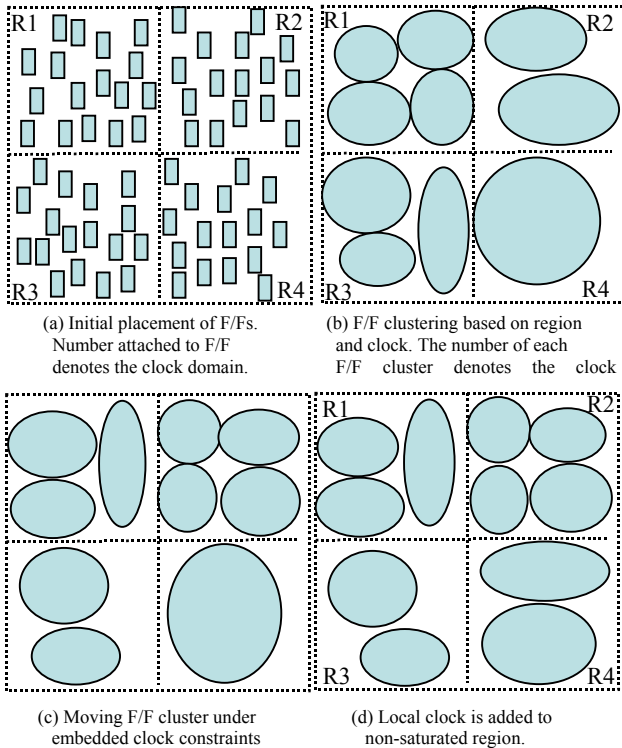 R1
R2
R3
R4
(a) Initial placement of F/Fs.
Number attached to F/F
denotes the clock domain.
R1
R2
R3
R4
(b) F/F clustering based on region
and clock. The number of each
F/F cluster denotes the clock
(c) Moving F/F cluster under
embedded clock constraints
R1
R2
R3
R4
(d) Local clock is added to
non-saturated region.